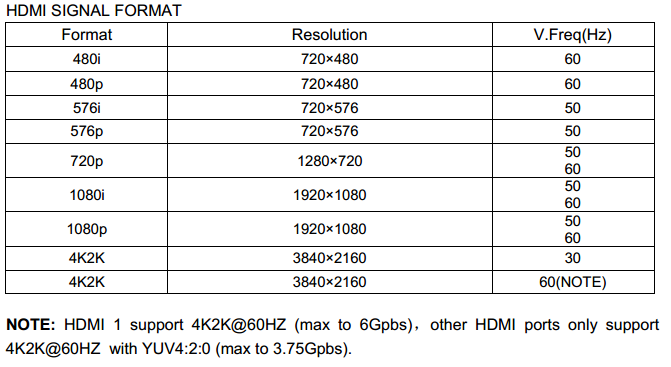 HDMI SIGNAL FORMAT
Format Resolution V.Freq(Hz)
480i 720×480 60
480p 720×480 60
576i 720×576 50
576p 720×576 50
720p 1280×720 50
60
1080i 1920×1080 50
60
1080p 1920×1080 50
60
4K2K 3840×2160 30
4K2K 3840×2160 60(NOTE)
NOTE: HDMI 1 support 4K2K@60HZ (max to 6Gpbs)，other HDMI ports only support
4K2K@60HZ with YUV4:2:0 (max to 3.75Gpbs).